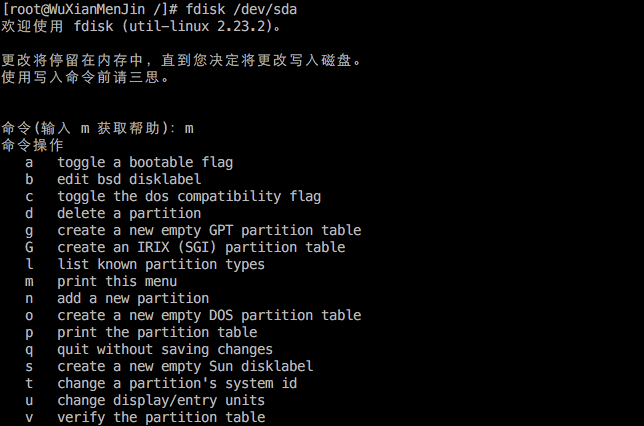 [root@WuXianMenJin /]# fdisk /dev/sda
欢迎使用 fdisk (util-linux 2.23.2)。
更改将停留在内存中，直到您决定将更改写入磁盘。
使用写入命令前请三思。
命令(输入 m 获取帮助)：m
命令操作
a toggle a bootable flag
b edit bsd disklabel
c toggle the dos compatibility flag
d delete a partition
g create a new empty GPT partition table
G create an IRIX (SGI) partition table
l list known partition types
m print this menu
n add a new partition
o create a new empty DOS partition table
p print the partition table
q quit without saving changes
s create a new empty Sun disklabel
t change a partition's system id
u change display/entry units
v verify the partition table